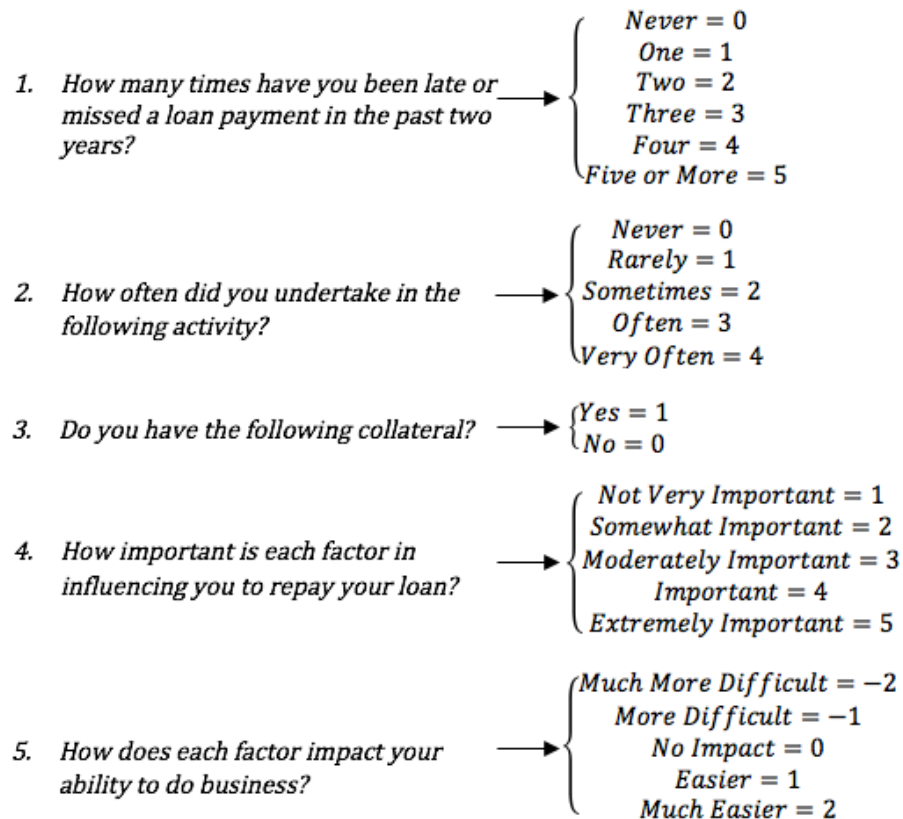 1. How many times have you been late or
missed a loan payment in the past two
years?
Never = 0
One = 1
Two = 2
Three = 3
Four = 4
Five or More = 5
2. How often did you undertake in the
following activity?
Never = 0
Rarely = 1
Sometimes = 2
Often = 3
Very Often = 4
3. Do you have the following collateral?
Yes = 1
No = 0
4. How important is each factor in
influencing you to repay your loan?
Not Very Important = 1
Somewhat Important = 2
Moderately Important = 3
Important = 4
Extremely Important = 5
5. How does each factor impact your
ability to do business?
Much More Difficult = −2
More Difficult = −1
No Impact = 0
Easier = 1
Much Easier = 2